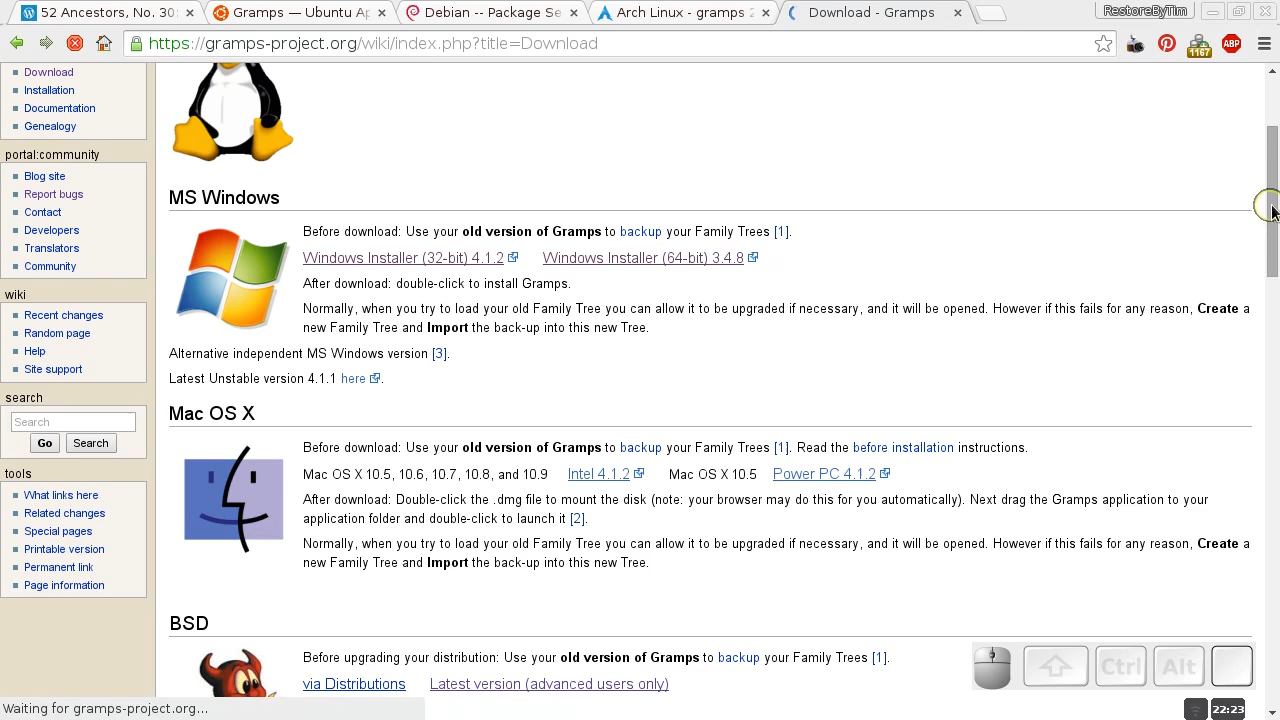 52 Ancestors, No. 30:
Gramps — Ubuntu Ap
Debian -- Package Se
Arch Linux - gramps 2
Download - Gramps
RestoreByTim
https://gramps-project.org/wiki/index.php?title=Download
1167
ABP
Download
Installation
Documentation
Genealogy
portal:community
Blog site
Report bugs
Contact
Developers
Translators
Community
wiki
Recent changes
Random page
Help
Site support
search
Search
Go Search
tools
What links here
Related changes
Special pages
Printable version
Permanent link
Page information
MS Windows
Before download: Use your old version of Gramps to backup your Family Trees [1].
Windows Installer (32-bit) 4.1.2 Windows Installer (64-bit) 3.4.8
After download: double-click to install Gramps.
Normally, when you try to load your old Family Tree you can allow it to be upgraded if necessary, and it will be opened. However if this fails for any reason, Create a
new Family Tree and Import the back-up into this new Tree.
Alternative independent MS Windows version [3].
Latest Unstable version 4.1.1 here .
Mac OS X
Before download: Use your old version of Gramps to backup your Family Trees [1]. Read the before installation instructions.
Mac OS X 10.5, 10.6, 10.7, 10.8, and 10.9 Intel 4.1.2 Mac OS X 10.5 Power PC 4.1.2
After download: Double-click the .dmg file to mount the disk (note: your browser may do this for you automatically). Next drag the Gramps application to your
application folder and double-click to launch it [2].
Normally, when you try to load your old Family Tree you can allow it to be upgraded if necessary, and it will be opened. However if this fails for any reason, Create a
new Family Tree and Import the back-up into this new Tree.
BSD
Before upgrading your distribution: Use your old version of Gramps to backup your Family Trees [1].
via Distributions Latest version (advanced users only)
Ctrl Alt
Waiting for gramps-project.org...
22:23